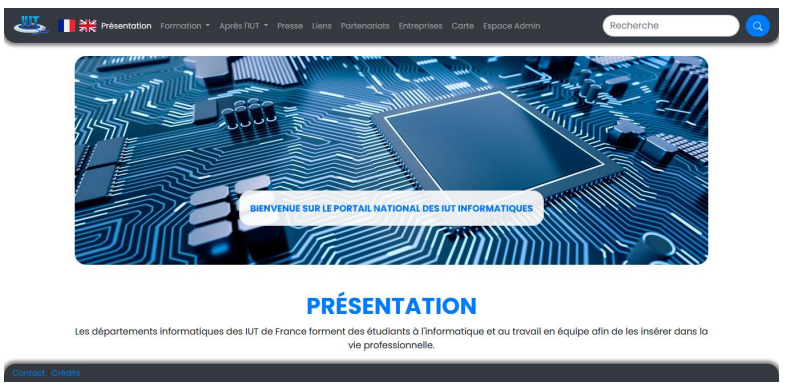 IUT
Présentation Formation Après l'IUT Presse Liens Partenariats Entreprises Carte Espace Admin Recherche
BIENVENUE SUR LE PORTAIL NATIONAL DES IUT INFORMATIQUES
PRÉSENTATION
Les départements informatiques des IUT de France forment des étudiants à l'informatique et au travail en équipe afin de les insérer dans la
vie professionnelle.
Contact Crédits